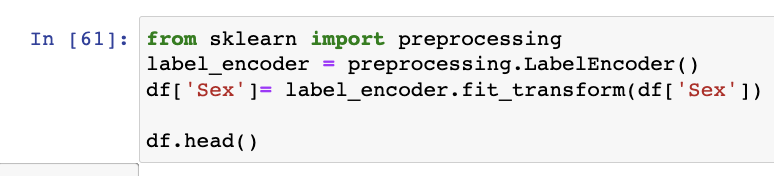 In [61]: from sklearn import preprocessing
label_encoder = preprocessing.LabelEncoder()
df['Sex']= label_encoder.fit_transform(df['Sex'])
df.head()